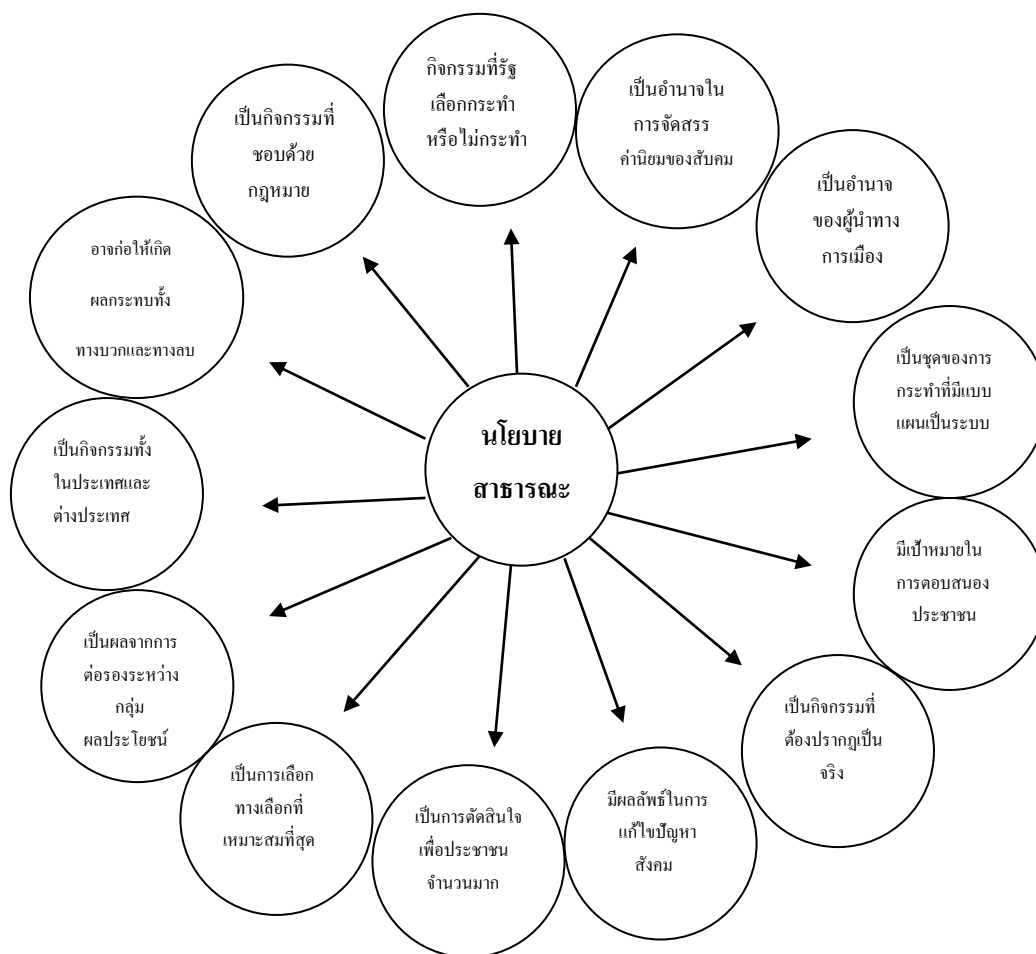 นโยบาย
สาธารณะ
กิจกรรมที่รัฐ
เลือกกระทำ
หรือไม่กระทำ
เป็นอำนาจใน
การจัดสรร
ค่านิยมของสับคม
เป็นอำนาจ
ของผู้นำทาง
การเมือง
เป็นชุดของการ
กระทำที่มีแบบ
แผนเป็นระบบ
มีเป้าหมายใน
การตอบสนอง
ประชาชน
เป็นกิจกรรมที่
ต้องปรากฏเป็น
จริง
มีผลลัพธ์ในการ
แก้ไขปัญหา
สังคม
เป็นการตัดสินใจ
เพื่อประชาชน
จำนวนมาก
เป็นการเลือก
ทางเลือกที่
เหมาะสมที่สุด
เป็นผลจากการ
ต่อรองระหว่าง
กลุ่ม
ผลประโยชน์
เป็นกิจกรรมทั้ง
ในประเทศและ
ต่างประเทศ
อาจก่อให้เกิด
ผลกระทบทั้ง
ทางบวกและทางลบ
เป็นกิจกรรมที่
ชอบด้วย
กฎหมาย